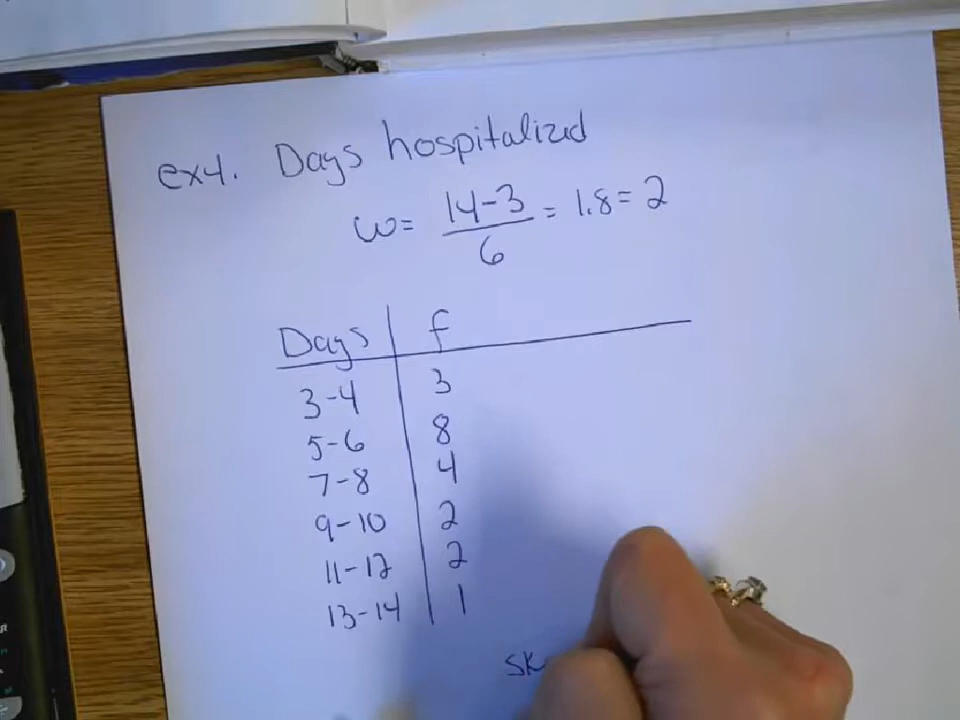 ex4. Days hospitalized
w = 14-3 / 6 = 1.8 = 2
Days f
3-4 3
5-6 8
7-8 4
9-10 2
11-12 2
13-14 1
SK